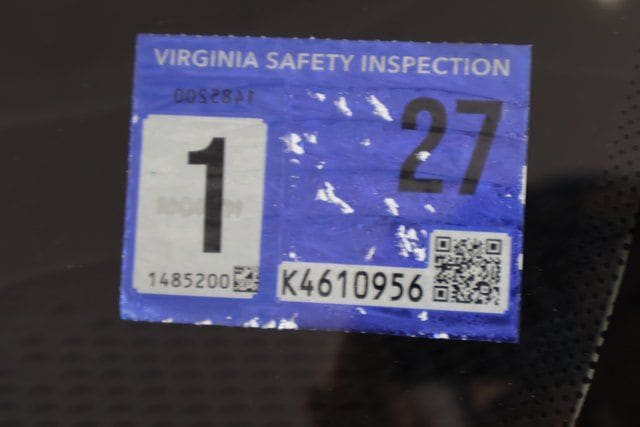 VIRGINIA SAFETY INSPECTION
1485200
27
1
1485200
K4610956